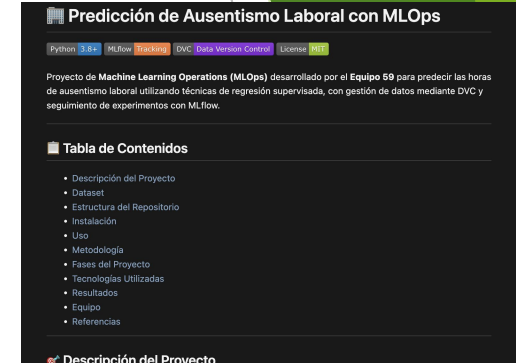 Predicción de Ausentismo Laboral con MLOps
Python 3.8+ MLflow Tracking DVC Data Version Control License MIT
Proyecto de Machine Learning Operations (MLOps) desarrollado por el Equipo 59 para predecir las horas
de ausentismo laboral utilizando técnicas de regresión supervisada, con gestión de datos mediante DVC y
seguimiento de experimentos con MLflow.
Tabla de Contenidos
• Descripción del Proyecto
• Dataset
• Estructura del Repositorio
• Instalación
• Uso
• Metodología
• Fases del Proyecto
• Tecnologías Utilizadas
• Resultados
• Equipo
• Referencias
Descripción del Proyecto